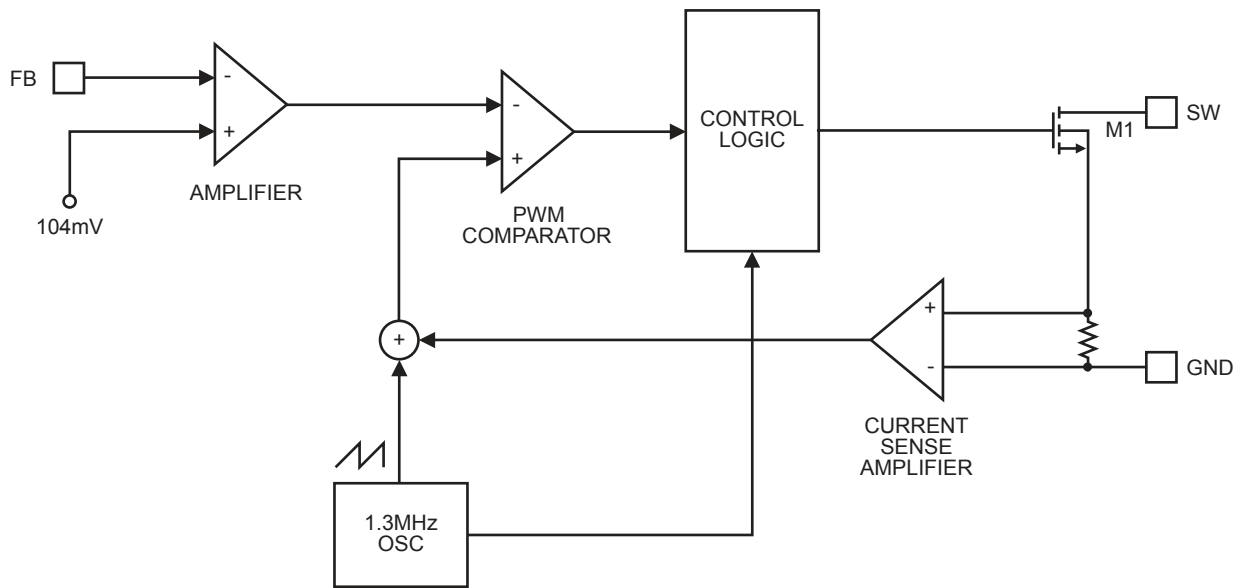 FB
-
+
104mV
AMPLIFIER
-
+
PWM
COMPARATOR
CONTROL
LOGIC
M1
SW
+
+
-
GND
CURRENT
SENSE
AMPLIFIER
1.3MHz
OSC